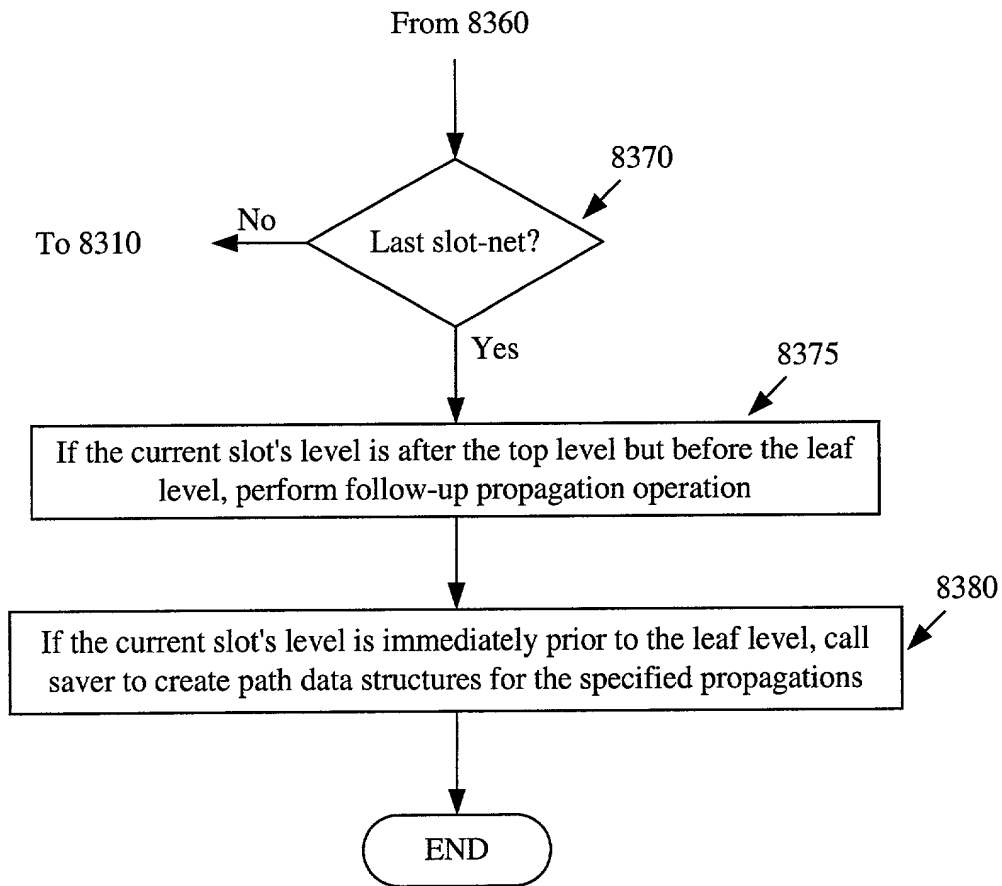 From 8360
8370
No
To 8310
Last slot-net?
Yes
8375
If the current slot's level is after the top level but before the leaf
level, perform follow-up propagation operation
8380
If the current slot's level is immediately prior to the leaf level, call
saver to create path data structures for the specified propagations
END